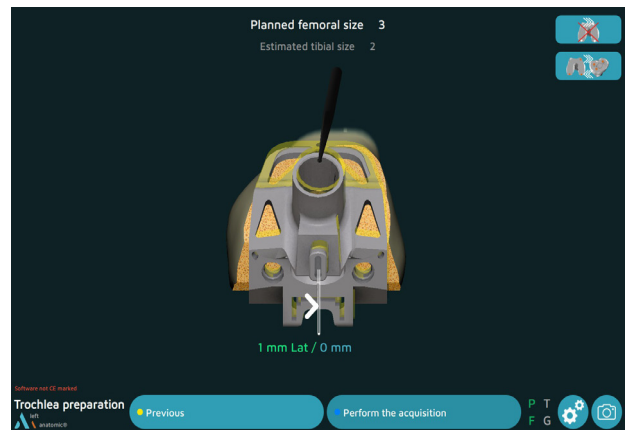 Planned femoral size 3
Estimated tibial size 2
1 mm Lat / 0 mm
Software not CE marked
Trochlea preparation
left
anatomic®
Previous
Perform the acquisition
P T
F G